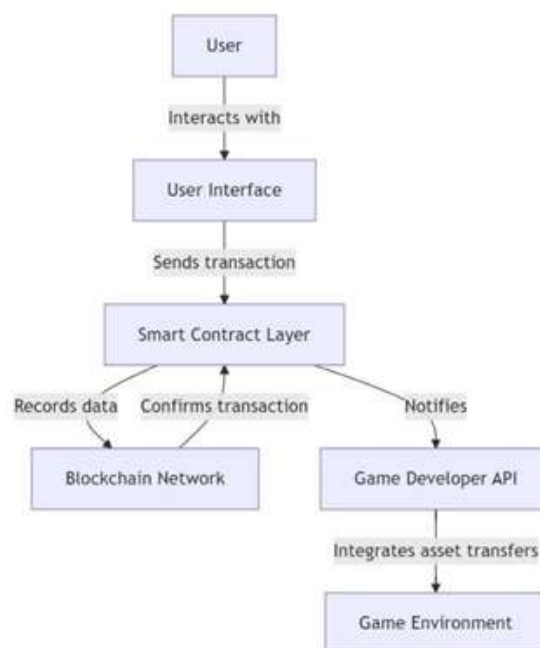 User
Interacts with
User Interface
Sends transaction
Smart Contract Layer
Records data
Confirms transaction
Notifies
Blockchain Network
Game Developer API
Integrates asset transfers
Game Environment